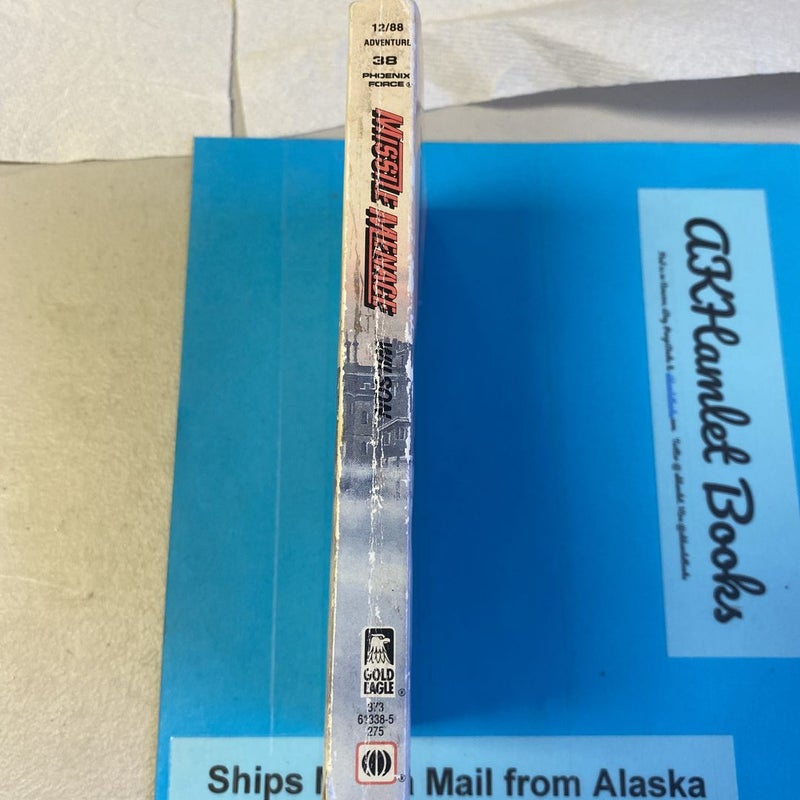 12/88
ADVENTURE
38
PHOENIX
FORCE®
MISSILE MENACE
WILSON
GOLD
EAGLE®
373
61338-5
275
AKHamlet Books
Ships
Mail from Alaska